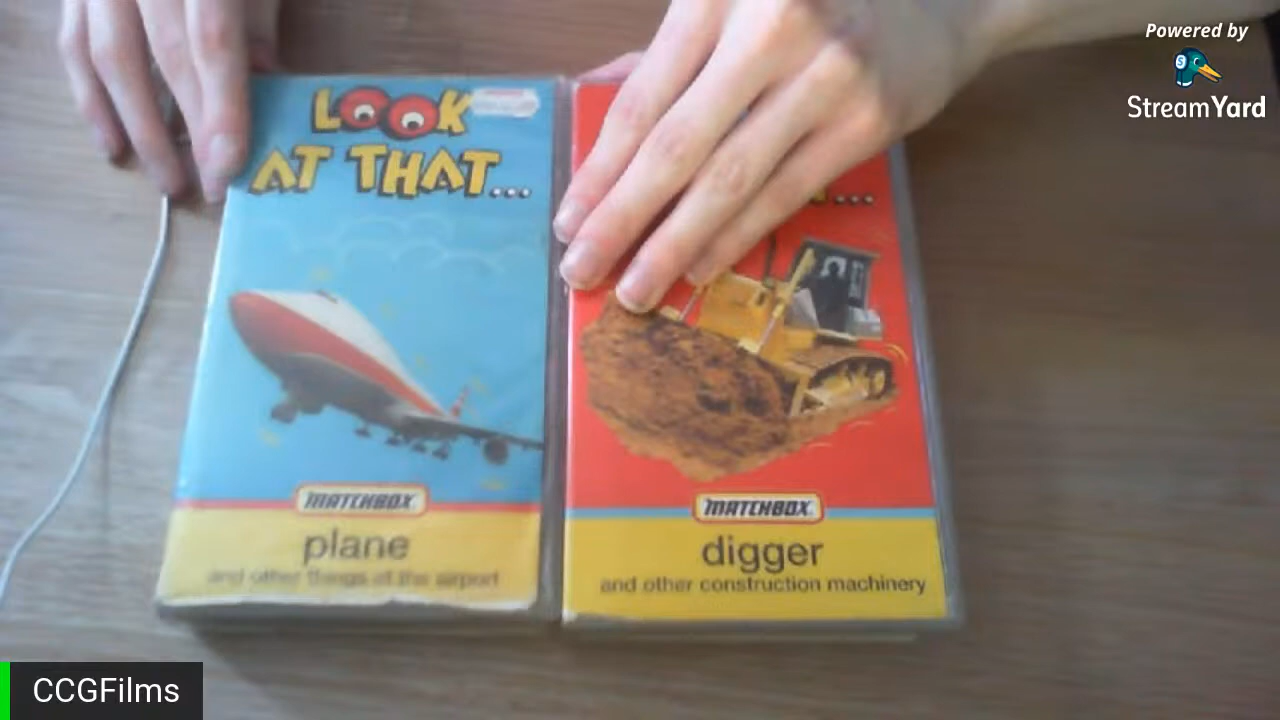 Powered by
StreamYard
LOOK
AT THAT...
...
MATCHBOX
plane
and other things at the airport
MATCHBOX
digger
and other construction machinery
CCGFilms